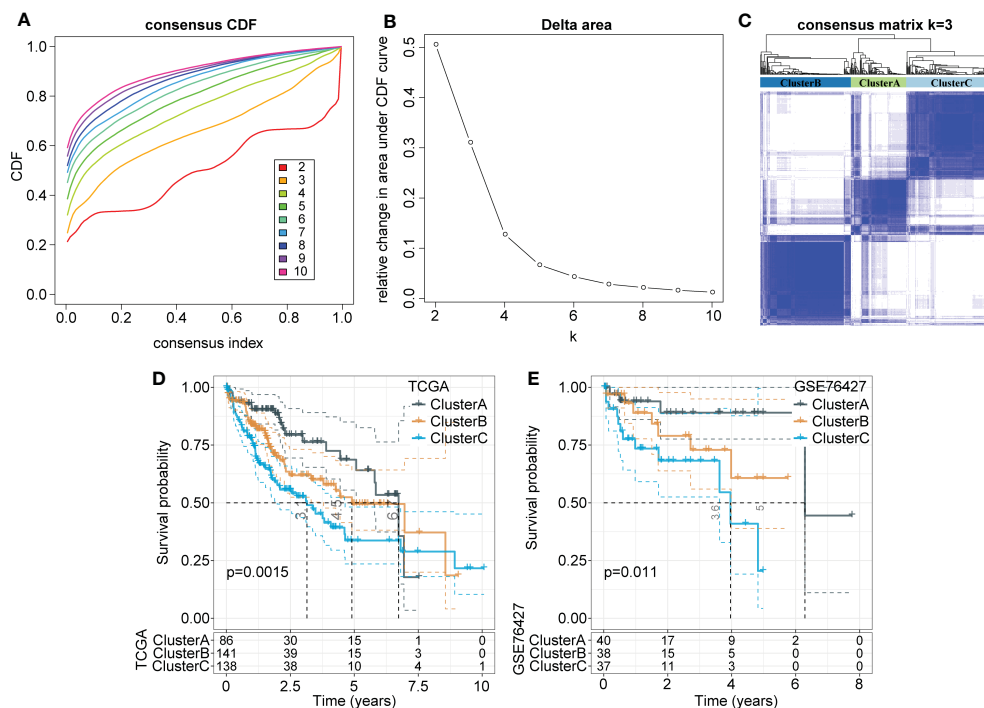 A
consensus CDF
CDF
1.0
0.8
0.6
0.4
0.2
0.0
2
3
4
5
6
7
8
9
10
0.0 0.2 0.4 0.6 0.8 1.0
consensus index
B
Delta area
relative change in area under CDF curve
0.5
0.4
0.3
0.2
0.1
0.0
2 4 6 8 10
k
C
consensus matrix k=3
ClusterB ClusterA ClusterC
D
TCGA
ClusterA
ClusterB
ClusterC
Survival probability
1.00
0.75
0.50
0.25
0.00
3
4.5
6
p=0.0015
TCGA
ClusterA 86 30 15 1 0
ClusterB 141 39 15 3 0
ClusterC 138 38 10 4 1
0 2.5 5 7.5 10
Time (years)
E
GSE76427
ClusterA
ClusterB
ClusterC
Survival probability
1.00
0.75
0.50
0.25
0.00
3.6
5
p=0.011
GSE76427
ClusterA 40 17 9 2 0
ClusterB 38 15 5 0 0
ClusterC 37 11 3 0 0
0 2 4 6 8
Time (years)